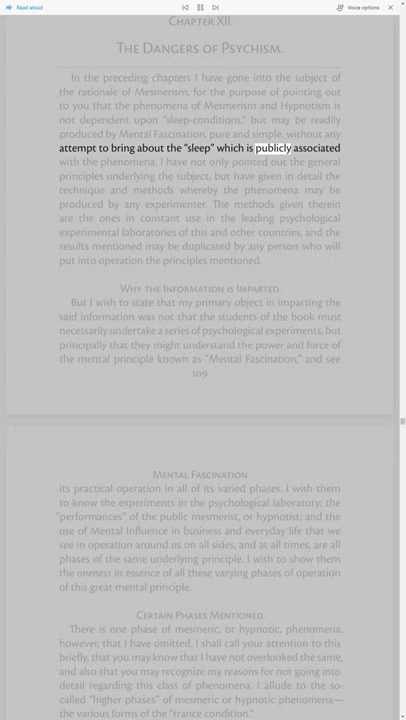 Read aloud
Voice options
Chapter XII.
The Dangers of Psychism.
In the preceding chapters I have gone into the subject of
the rationale of Mesmerism, for the purpose of pointing out
to you that the phenomena of Mesmerism and Hypnotism is
not dependent upon "sleep-conditions," but may be readily
produced by Mental Fascination, pure and simple, without any
attempt to bring about the "sleep" which is publicly associated
with the phenomena. I have not only pointed out the general
principles underlying the subject, but have given in detail the
technique and methods whereby the phenomena may be
produced by any experimenter. The methods given therein
are the ones in constant use in the leading psychological
experimental laboratories of this and other countries, and the
results mentioned may be duplicated by any person who will
put into operation the principles mentioned.
Why the Information is Imparted.
But I wish to state that my primary object in imparting the
said information was not that the students of the book must
necessarily undertake a series of psychological experiments, but
principally that they might understand the power and force of
the mental principle known as "Mental Fascination," and see
109
Mental Fascination
its practical operation in all of its varied phases. I wish them
to know the experiments in the psychological laboratory; the
"performances" of the public mesmerist, or hypnotist; and the
use of Mental Influence in business and everyday life that we
see in operation around us on all sides, and at all times, are all
phases of the same underlying principle. I wish to show them
the oneness in essence of all these varying phases of operation
of this great mental principle.
Certain Phases Mentioned.
There is one phase of mesmeric, or hypnotic, phenomena,
however, that I have omitted. I shall call your attention to this
briefly, that you may know that I have not overlooked the same,
and also that you may recognize my reasons for not going into
detail regarding this class of phenomena. I allude to the so-
called "higher phases" of mesmeric or hypnotic phenomena—
the various forms of the "trance condition."